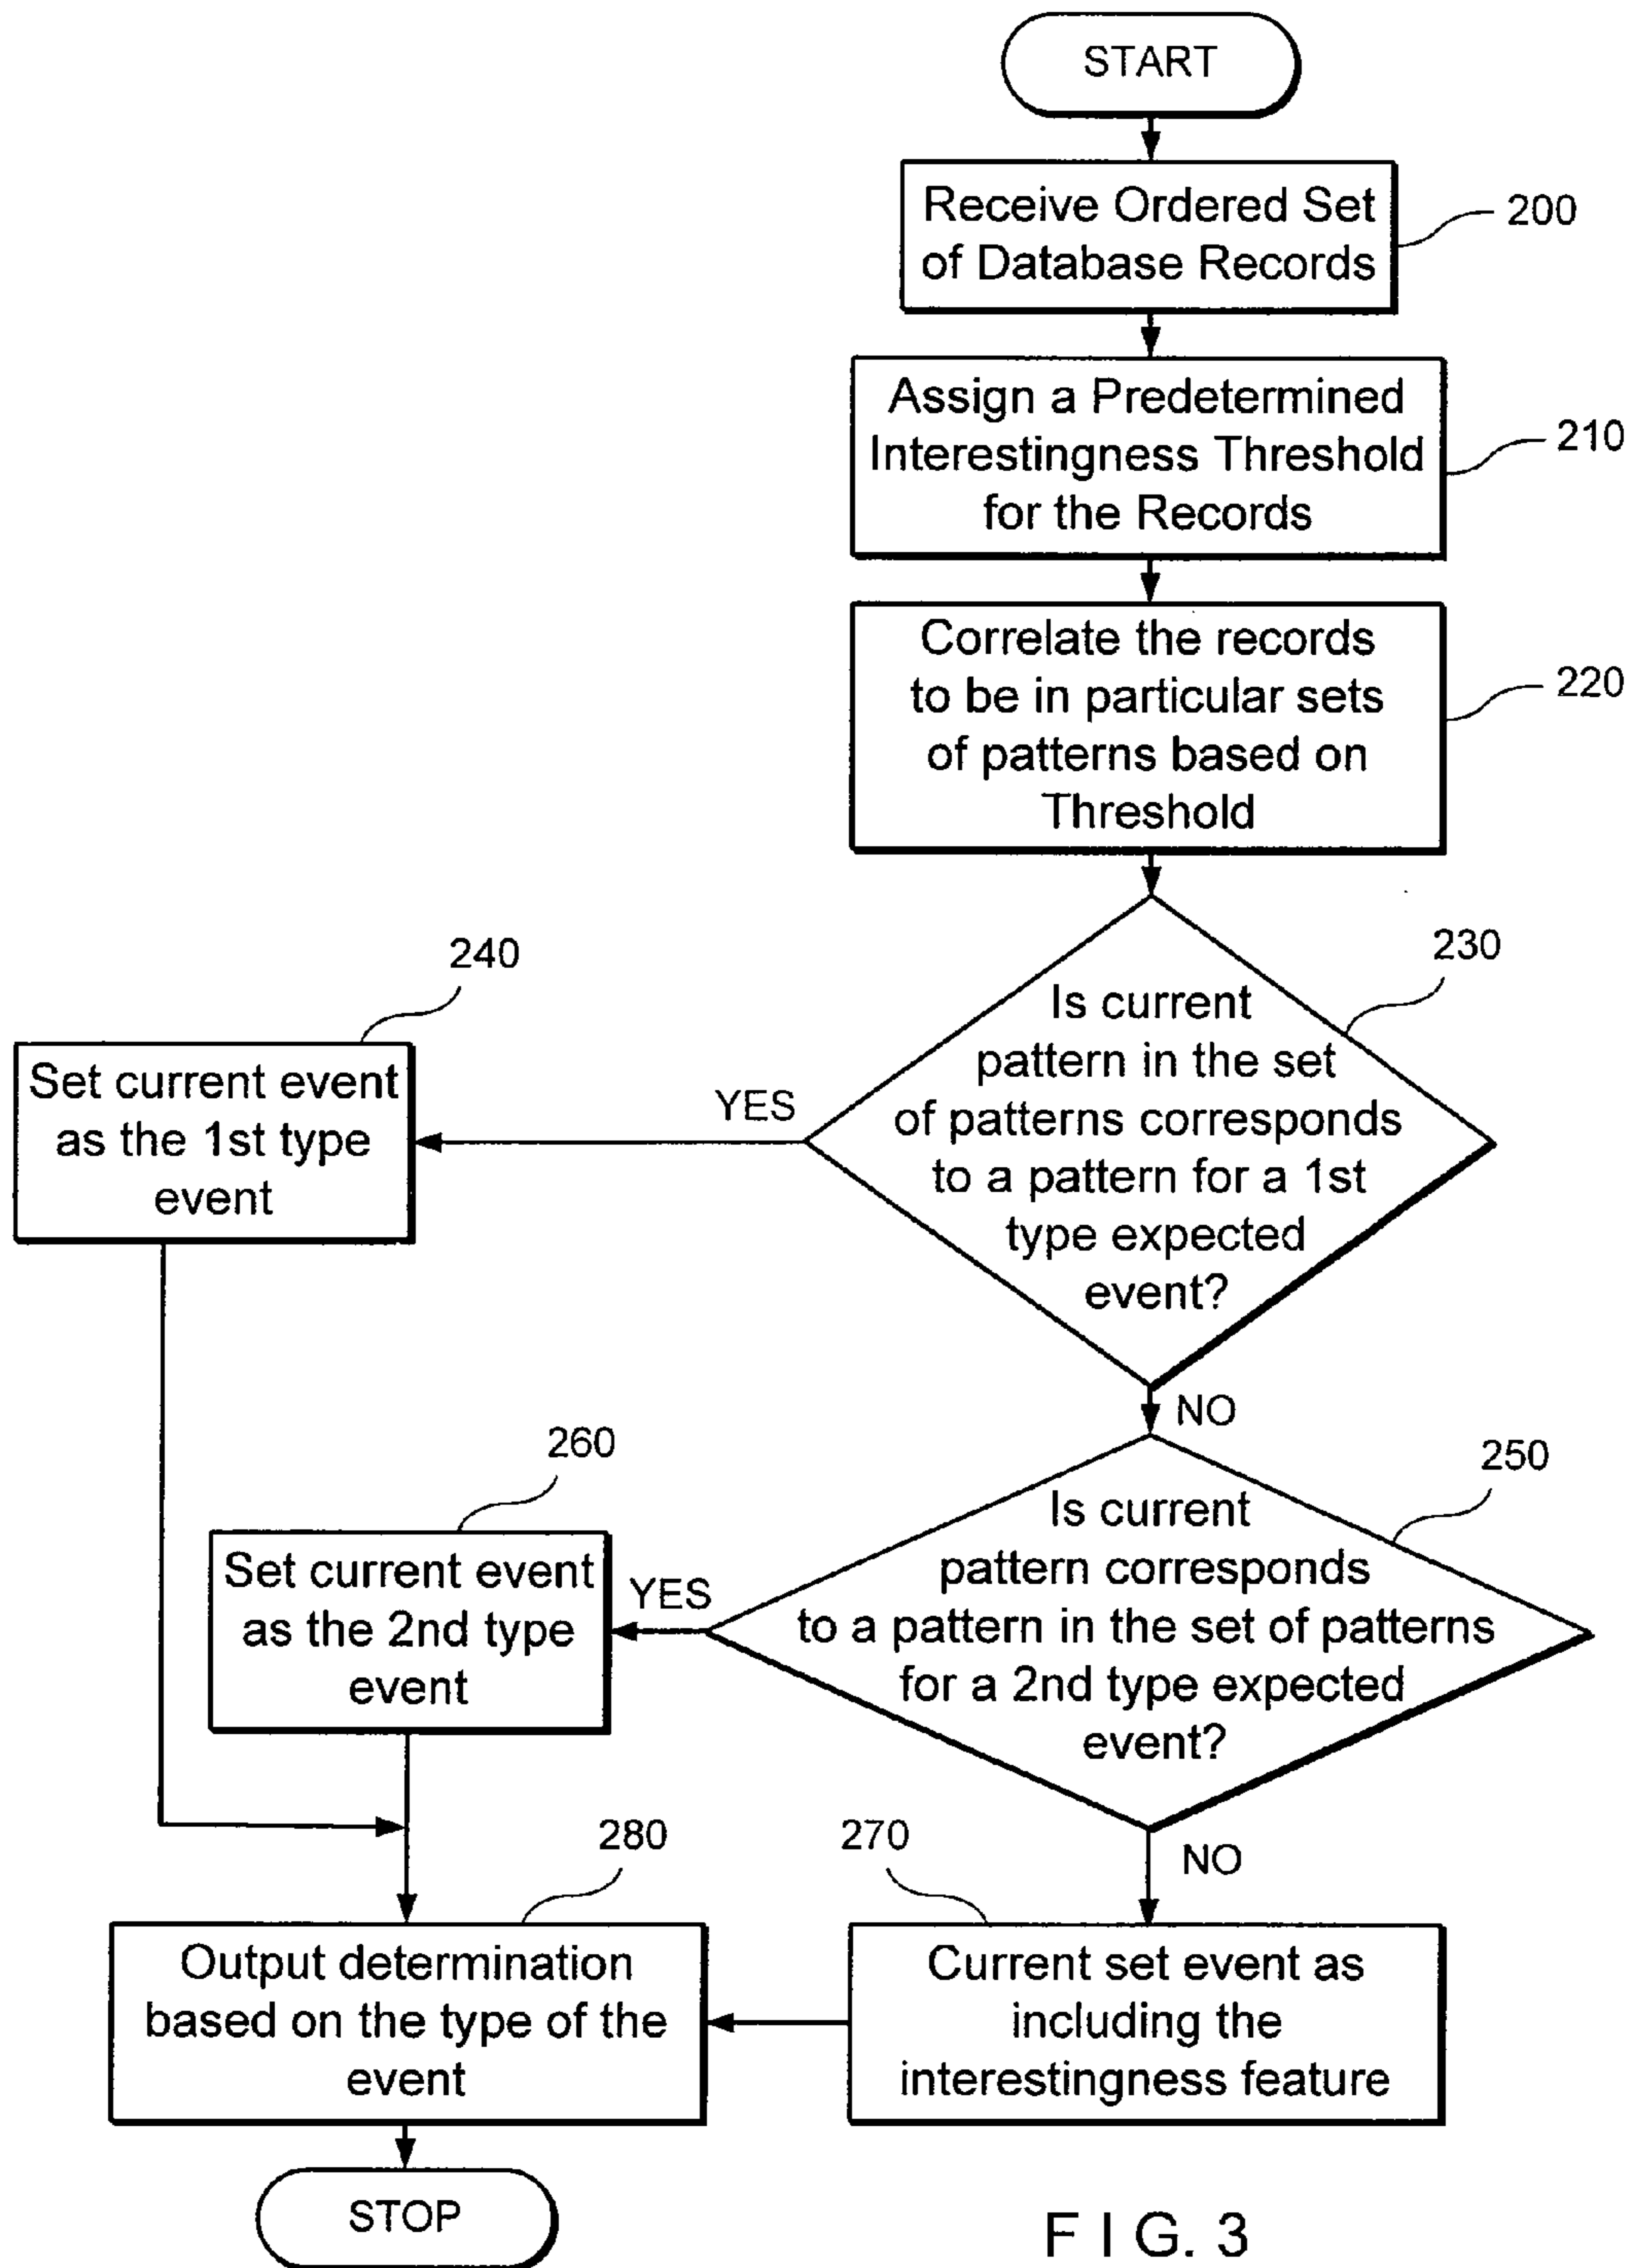 START
Receive Ordered Set
of Database Records
200
Assign a Predetermined
Interestingness Threshold
for the Records
210
Correlate the records
to be in particular sets
of patterns based on
Threshold
220
230
Is current
pattern in the set
of patterns corresponds
to a pattern for a 1st
type expected
event?
YES
240
Set current event
as the 1st type
event
NO
250
Is current
pattern corresponds
to a pattern in the set of patterns
for a 2nd type expected
event?
YES
260
Set current event
as the 2nd type
event
NO
270
Current set event as
including the
interestingness feature
280
Output determination
based on the type of the
event
STOP
F I G. 3